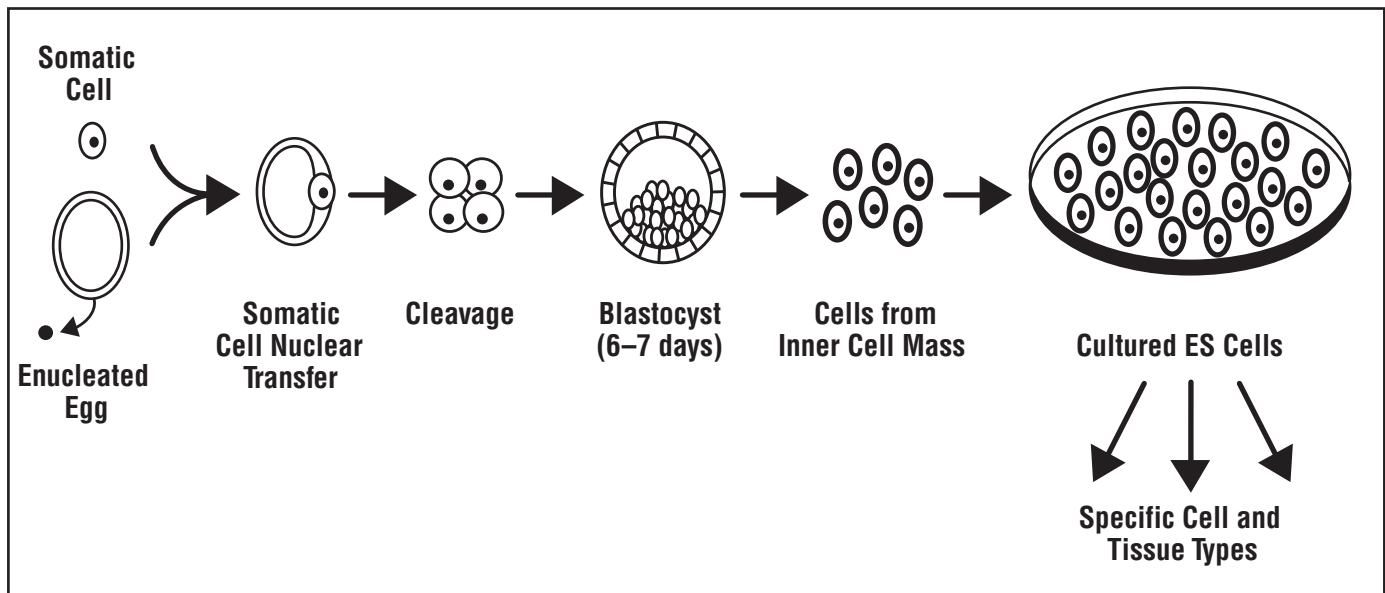 Somatic
Cell
Enucleated
Egg
Somatic
Cell Nuclear
Transfer
Cleavage
Blastocyst
(6–7 days)
Cells from
Inner Cell Mass
Cultured ES Cells
Specific Cell and
Tissue Types